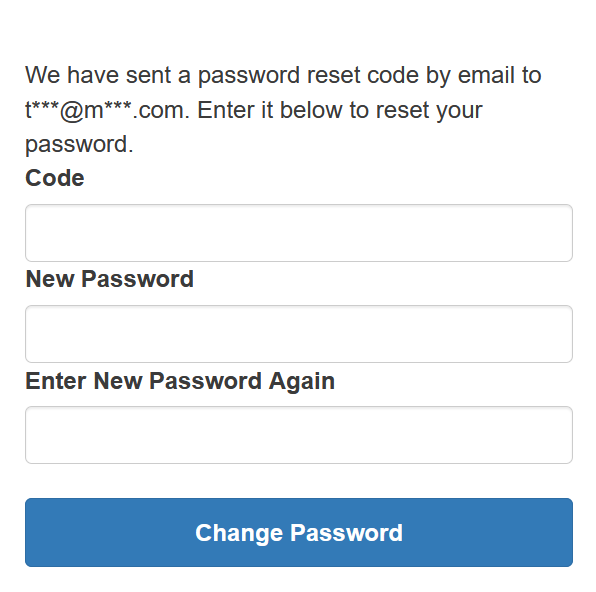 We have sent a password reset code by email to
t***@m***.com. Enter it below to reset your
password.
Code
New Password
Enter New Password Again
Change Password